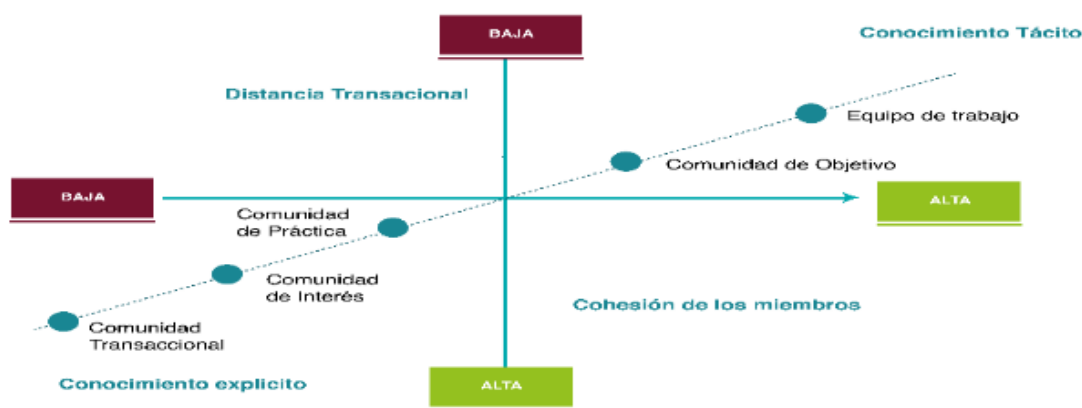 BAJA
Conocimiento Tácito
Distancia Transacional
Equipo de trabajo
Comunidad de Objetivo
BAJA
ALTA
Comunidad
de Práctica
Comunidad
de Interés
Cohesión de los miembros
Comunidad
Transaccional
Conocimiento explicito
ALTA